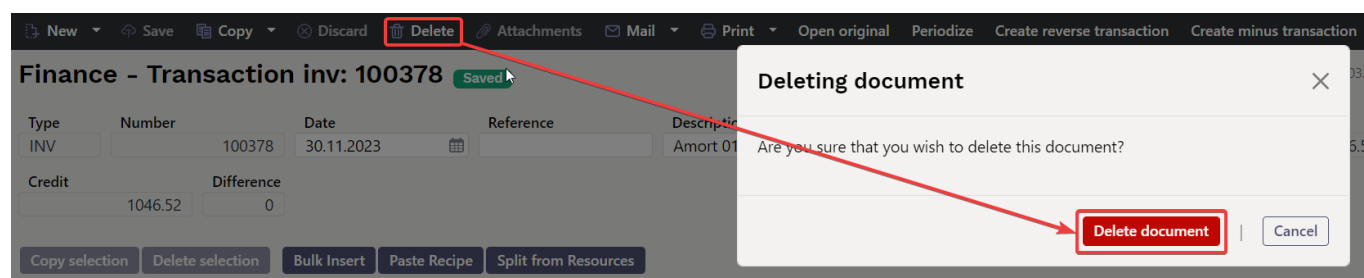 New Save Copy Discard Delete Attachments Mail Print Open original Periodize Create reverse transaction Create minus transaction
Finance - Transaction inv: 100378 Saved
Deleting document
Type Number Date Reference
INV 100378 30.11.2023 Amort 01
Are you sure that you wish to delete this document?
Credit Difference
1046.52 0
Delete document | Cancel
Copy selection Delete selection Bulk Insert Paste Recipe Split from Resources